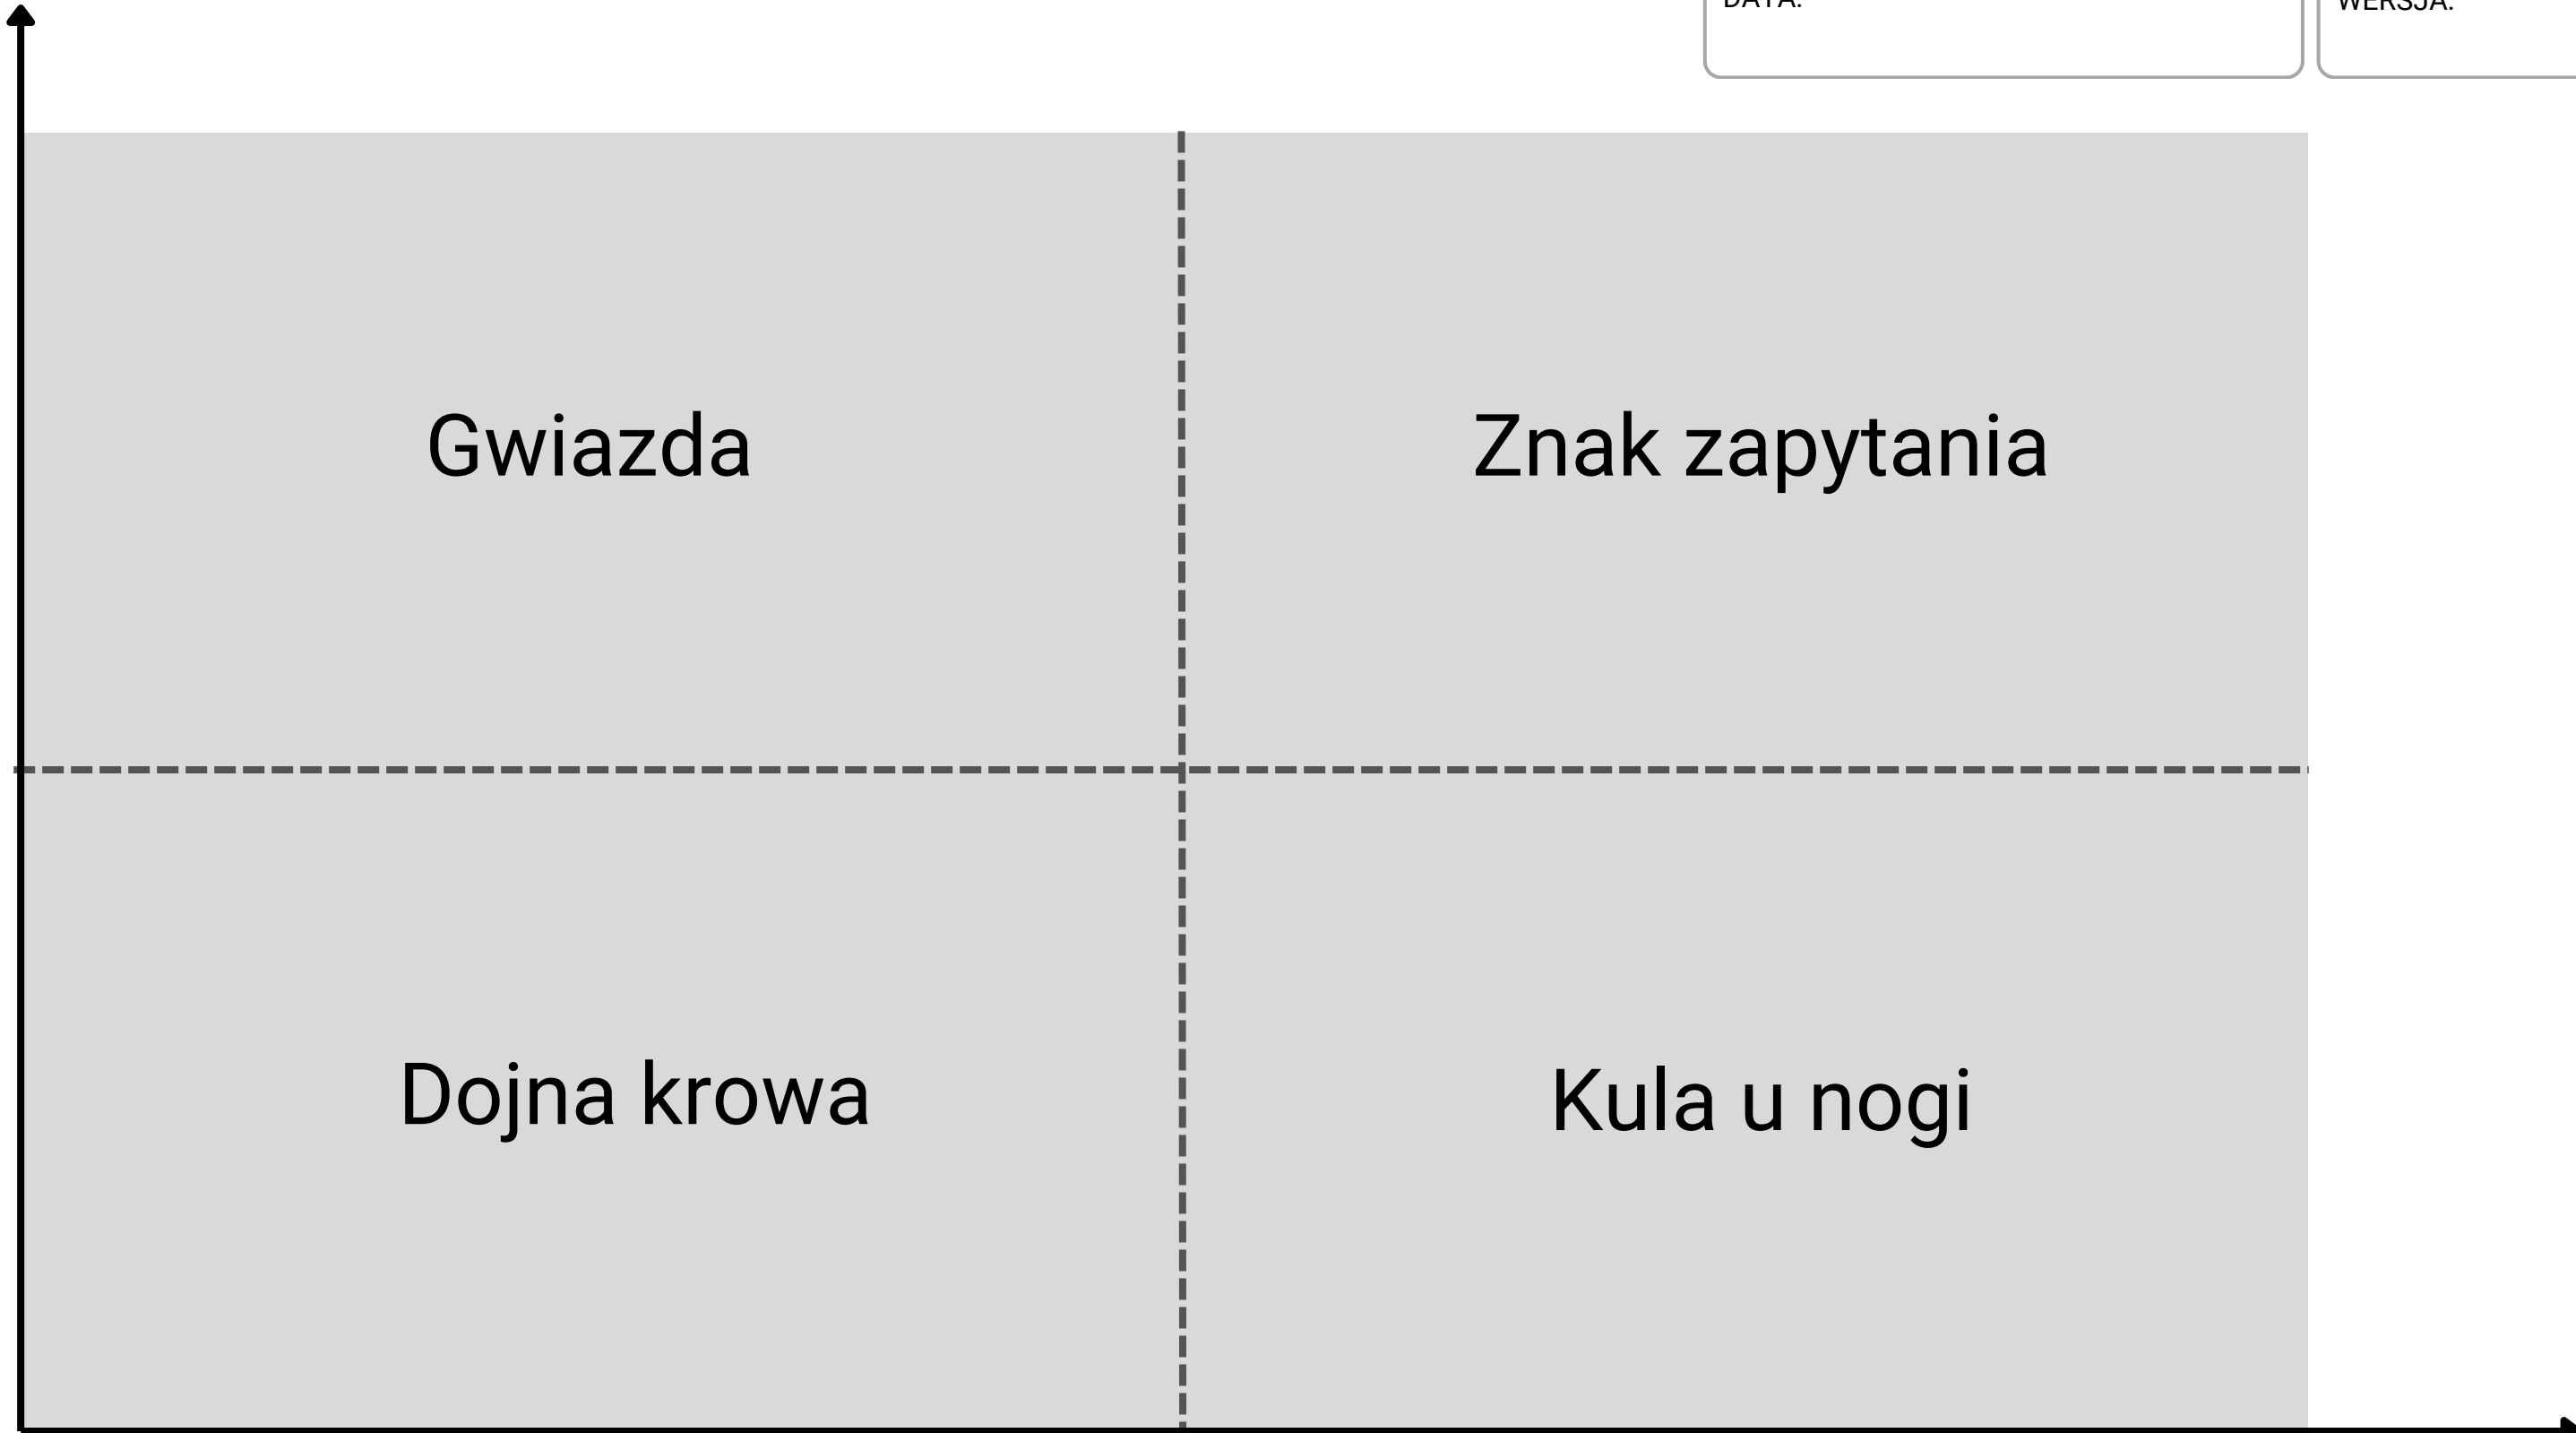 DATA:
WERSJA:
Gwiazda
Znak zapytania
Dojna krowa
Kula u nogi